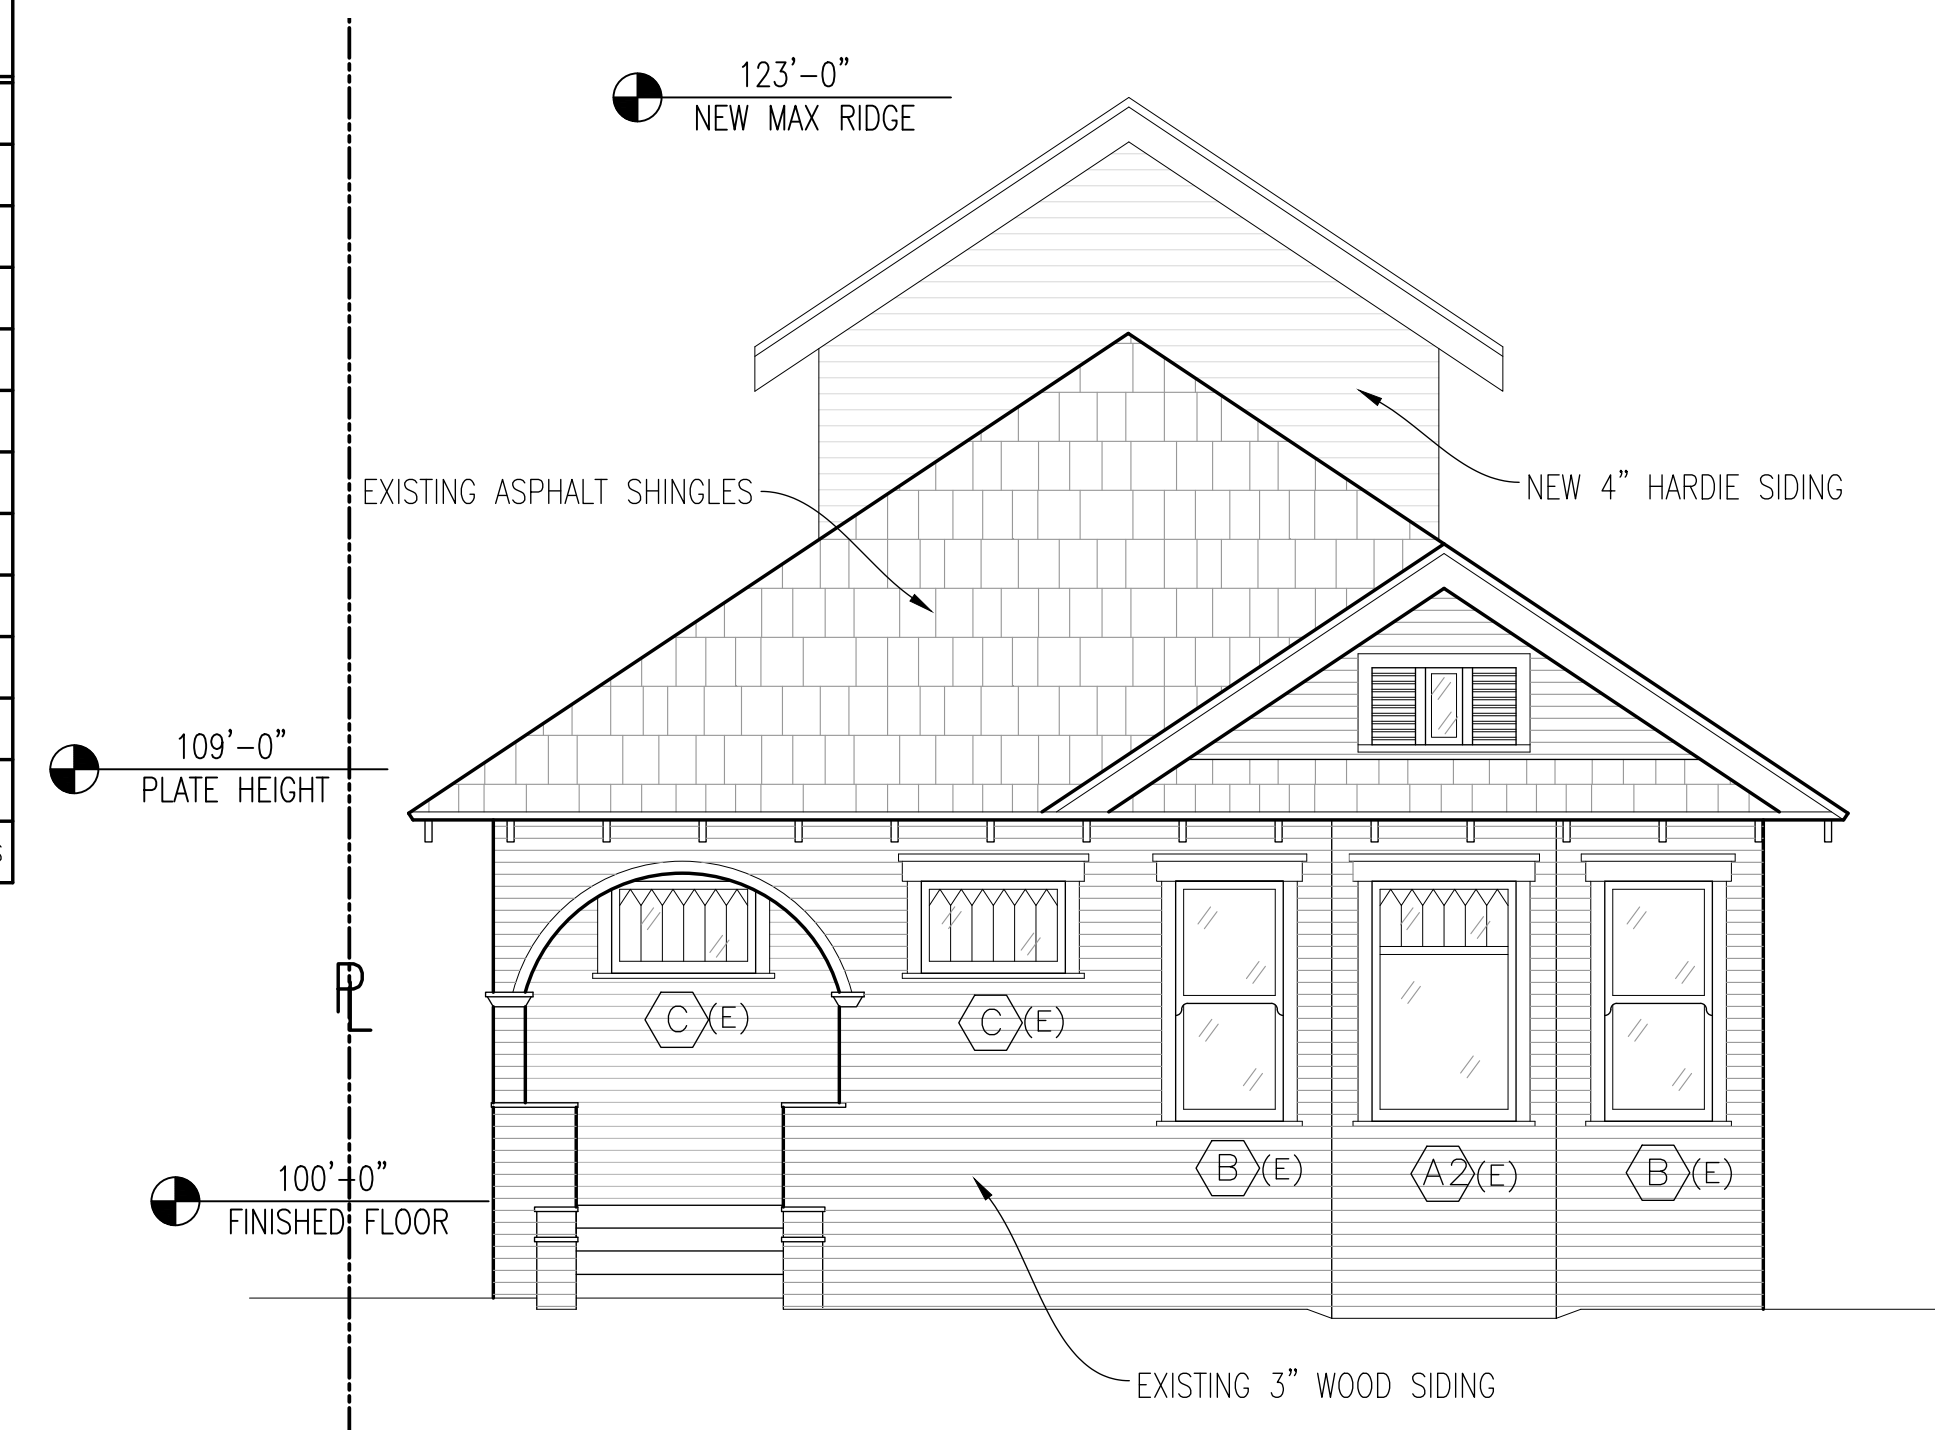 123'-0"
NEW MAX RIDGE
EXISTING ASPHALT SHINGLES
NEW 4" HARDIE SIDING
109'-0"
PLATE HEIGHT
S
PL
C (E)
C (E)
B (E)
A2 (E)
B (E)
100'-0"
FINISHED FLOOR
EXISTING 3" WOOD SIDING